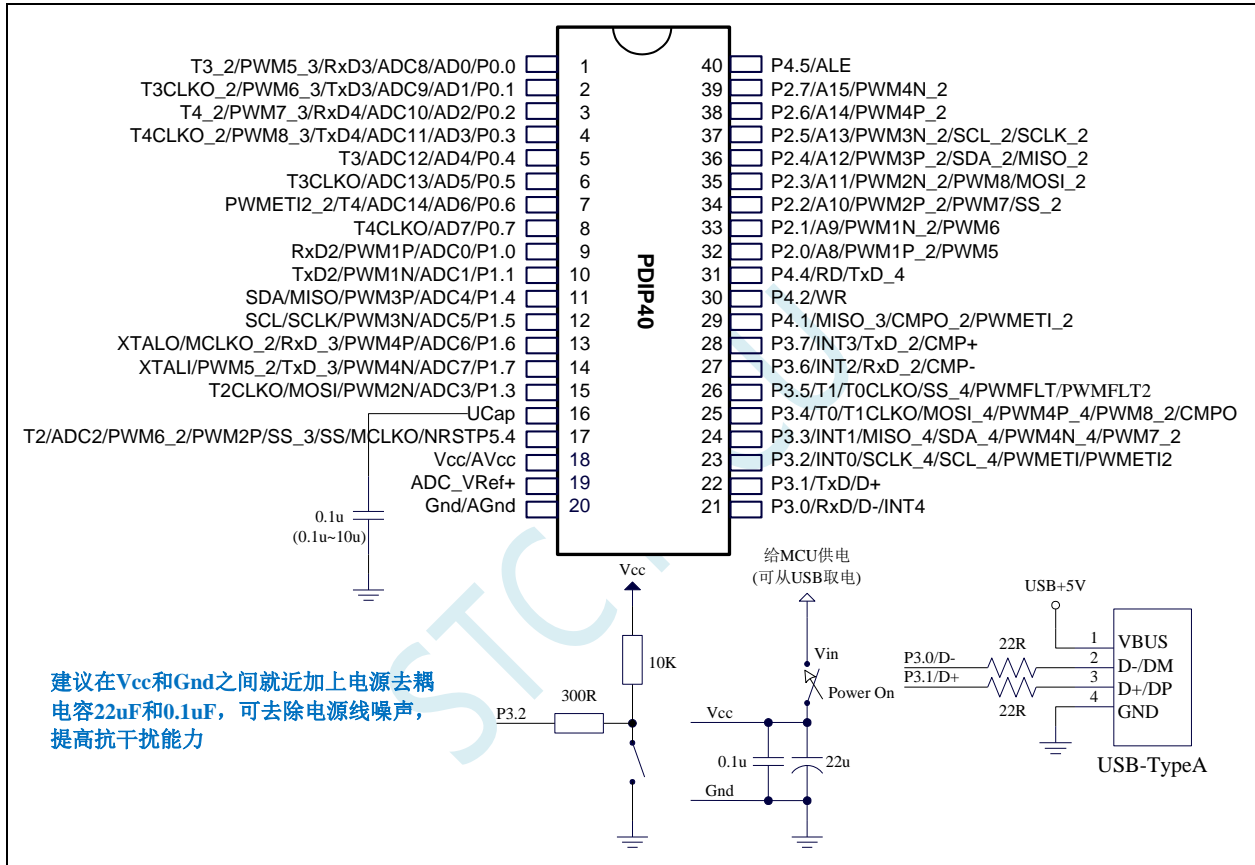 T3_2/PWM5_3/RxD3/ADC8/AD0/P0.0 1 40 P4.5/ALE
T3CLKO_2/PWM6_3/TxD3/ADC9/AD1/P0.1 2 39 P2.7/A15/PWM4N_2
T4_2/PWM7_3/RxD4/ADC10/AD2/P0.2 3 38 P2.6/A14/PWM4P_2
T4CLKO_2/PWM8_3/TxD4/ADC11/AD3/P0.3 4 37 P2.5/A13/PWM3N_2/SCL_2/SCLK_2
T3/ADC12/AD4/P0.4 5 36 P2.4/A12/PWM3P_2/SDA_2/MISO_2
T3CLKO/ADC13/AD5/P0.5 6 35 P2.3/A11/PWM2N_2/PWM8/MOSI_2
PWMETI2_2/T4/ADC14/AD6/P0.6 7 34 P2.2/A10/PWM2P_2/PWM7/SS_2
T4CLKO/AD7/P0.7 8 33 P2.1/A9/PWM1N_2/PWM6
RxD2/PWM1P/ADC0/P1.0 9 32 P2.0/A8/PWM1P_2/PWM5
TxD2/PWM1N/ADC1/P1.1 10 31 P4.4/RD/TxD_4
SDA/MISO/PWM3P/ADC4/P1.4 11 30 P4.2/WR
SCL/SCLK/PWM3N/ADC5/P1.5 12 29 P4.1/MISO_3/CMPO_2/PWMETI_2
XTALO/MCLKO_2/RxD_3/PWM4P/ADC6/P1.6 13 28 P3.7/INT3/TxD_2/CMP+
XTALI/PWM5_2/TxD_3/PWM4N/ADC7/P1.7 14 27 P3.6/INT2/RxD_2/CMP-
T2CLKO/MOSI/PWM2N/ADC3/P1.3 15 26 P3.5/T1/T0CLKO/SS_4/PWMFLT/PWMFLT2
UCap 16 25 P3.4/T0/T1CLKO/MOSI_4/PWM4P_4/PWM8_2/CMPO
T2/ADC2/PWM6_2/PWM2P/SS_3/SS/MCLKO/NRSTP5.4 17 24 P3.3/INT1/MISO_4/SDA_4/PWM4N_4/PWM7_2
Vcc/AVcc 18 23 P3.2/INT0/SCLK_4/SCL_4/PWMETI/PWMETI2
ADC_VRef+ 19 22 P3.1/TxD/D+
Gnd/AGnd 20 21 P3.0/RxD/D-/INT4
PDIP40
0.1u
(0.1u~10u)
Vcc
10K
300R
P3.2
给MCU供电
(可从USB取电)
Vin
Power On
Vcc
0.1u
22u
Gnd
USB+5V
1 VBUS
22R
P3.0/D- 2 D-/DM
P3.1/D+ 3 D+/DP
22R
4 GND
USB-TypeA
建议在Vcc和Gnd之间就近加上电源去耦
电容22uF和0.1uF，可去除电源线噪声，
提高抗干扰能力
STC MCU